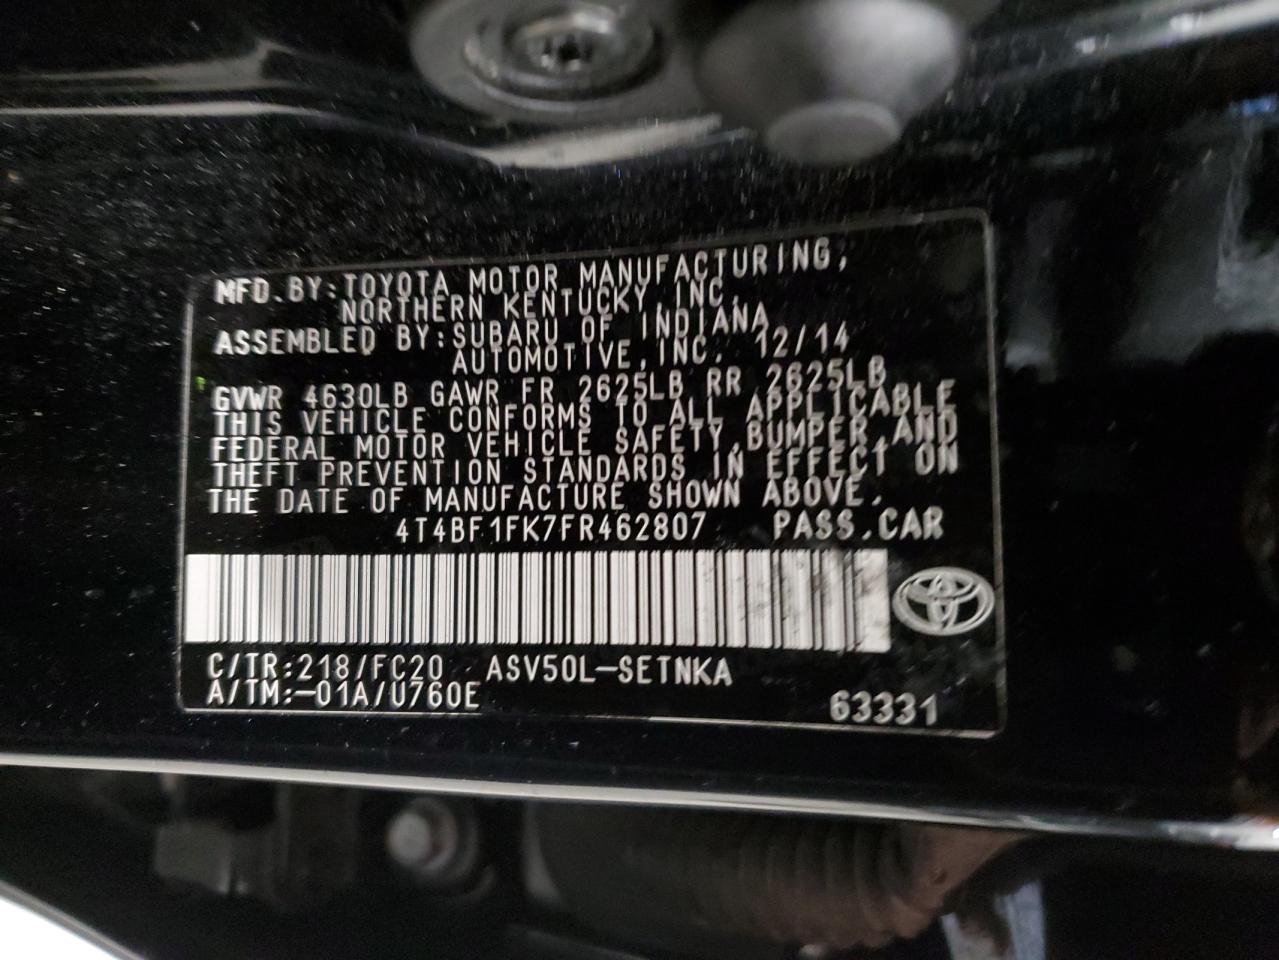 MFD.BY:TOYOTA MOTOR MANUFACTURING,
NORTHERN KENTUCKY,INC.
ASSEMBLED BY:SUBARU OF INDIANA
AUTOMOTIVE,INC. 12/14
GVWR 4630LB GAWR FR 2625LB RR 2625LB
THIS VEHICLE CONFORMS TO ALL APPLICABLE
FEDERAL MOTOR VEHICLE SAFETY,BUMPER,AND
THEFT PREVENTION STANDARDS IN EFFECT ON
THE DATE OF MANUFACTURE SHOWN ABOVE.
4T4BF1FK7FR462807 PASS.CAR
C/TR:218/FC20 ASV50L-SETNKA
A/TM:-01A/U760E
63331